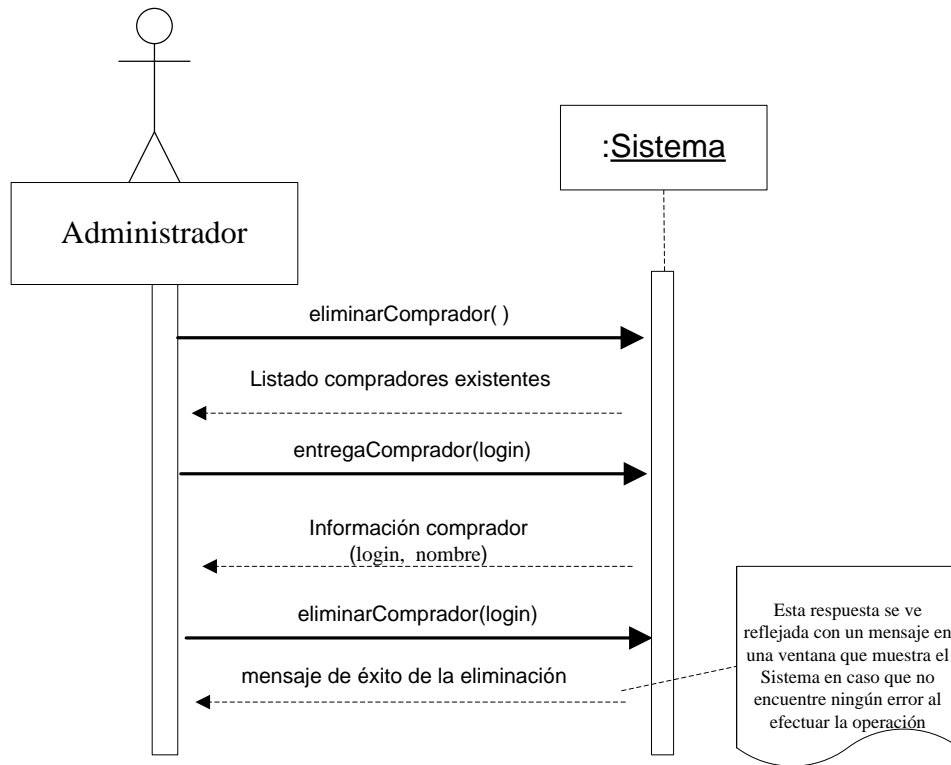 :Sistema
Administrador
eliminarComprador( )
Listado compradores existentes
entregaComprador(login)
Información comprador
(login, nombre)
eliminarComprador(login)
mensaje de éxito de la eliminación
Esta respuesta se ve
reflejada con un mensaje en
una ventana que muestra el
Sistema en caso que no
encuentre ningún error al
efectuar la operación